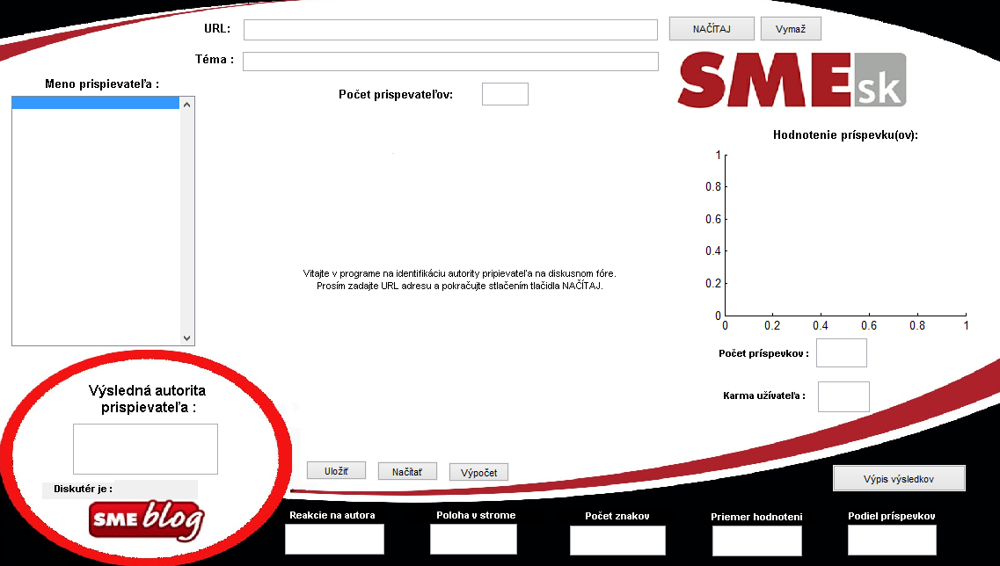 URL:
NAČÍTAJ
Vymaž
Téma :
SME sk
Meno prispievateľa :
Počet prispevateľov:
Hodnotenie príspevku(ov):
1
0.8
0.6
0.4
0.2
0
0 0.2 0.4 0.6 0.8 1
Vitajte v programe na identifikáciu autority pripievateľa na diskusnom fóre.
Prosím zadajte URL adresu a pokračujte stlačením tlačidla NAČÍTAJ.
Počet príspevkov :
Karma užívateľa :
Výsledná autorita
prispievateľa :
Diskutér je :
SME blog
Uložiť
Načítať
Výpočet
Výpis výsledkov
Reakcie na autora
Poloha v strome
Počet znakov
Priemer hodnoteni
Podiel príspevkov